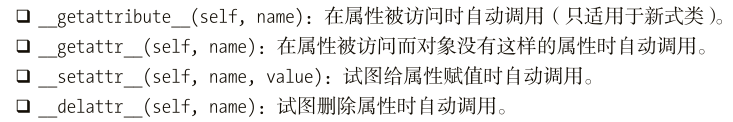 ❑ __getattribute__(self, name)：在属性被访问时自动调用（只适用于新式类）。
❑ __getattr__(self, name)：在属性被访问而对象没有这样的属性时自动调用。
❑ __setattr__(self, name, value)：试图给属性赋值时自动调用。
❑ __delattr__(self, name)：试图删除属性时自动调用。